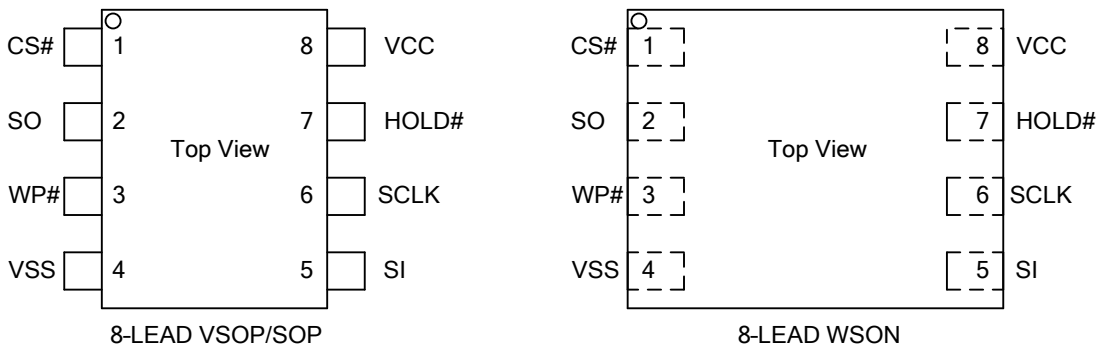 CS# 1 8 VCC
SO 2 7 HOLD#
Top View
WP# 3 6 SCLK
VSS 4 5 SI
8-LEAD VSOP/SOP
CS# 1 8 VCC
SO 2 7 HOLD#
Top View
WP# 3 6 SCLK
VSS 4 5 SI
8-LEAD WSON